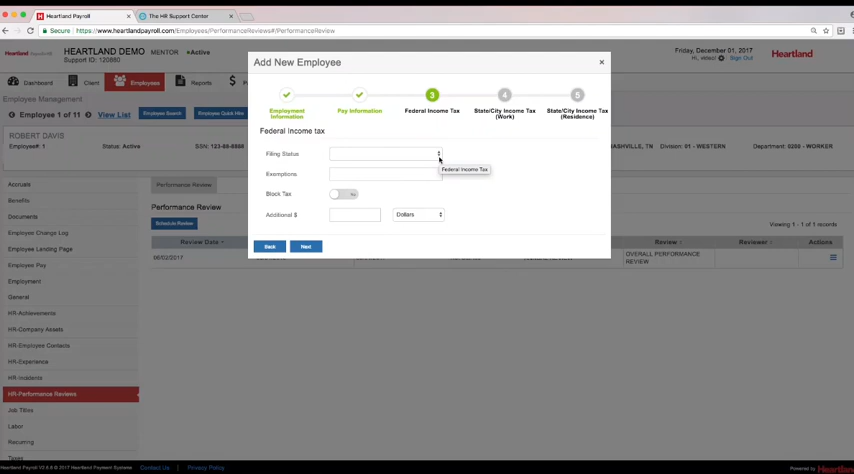 Heartland Payroll
The HR Support Center
Secure
https://www.heartlandpayroll.com/Employees/PerformanceReviews#/PerformanceReview
Heartland
HEARTLAND DEMO MENTOR •Active
Support ID: 120860
Friday, December 01, 2017
Sign Out
Heartland
Dashboard
Client
Employees
Reports
Employee Management
Employee 1 of 11
View List
Employee Search
Employee Quick Hire
ROBERT DAVIS
Employee#: 1
Status: Active
SSN: 123-88-8888
NASHVILLE, TN
Division: 01 - WESTERN
Department: 0200 - WORKER
Add New Employee
×
3
4
5
Employment Information
Pay Information
Federal Income Tax
State/City Income Tax (Work)
State/City Income Tax (Residence)
Federal Income tax
Filing Status
Federal Income Tax
Exemptions
Block Tax
No
Additional $
Dollars
Back
Next
Accruals
Benefits
Documents
Employee Change Log
Employee Landing Page
Employee Pay
Employment
General
HR-Achievements
HR-Company Assets
HR-Employee Contacts
HR-Experience
HR-Incidents
HR-Performance Reviews
Job Titles
Labor
Recurring
Taxes
Performance Review
Performance Review
Schedule Review
Viewing 1 - 1 of 1 records
Review Date
Review
Reviewer
Actions
06/02/2017
OVERALL PERFORMANCE REVIEW
Heartland Payroll
© 2017 Heartland Payment Systems
Contact Us
|
Privacy Policy
Powered by
Heartland